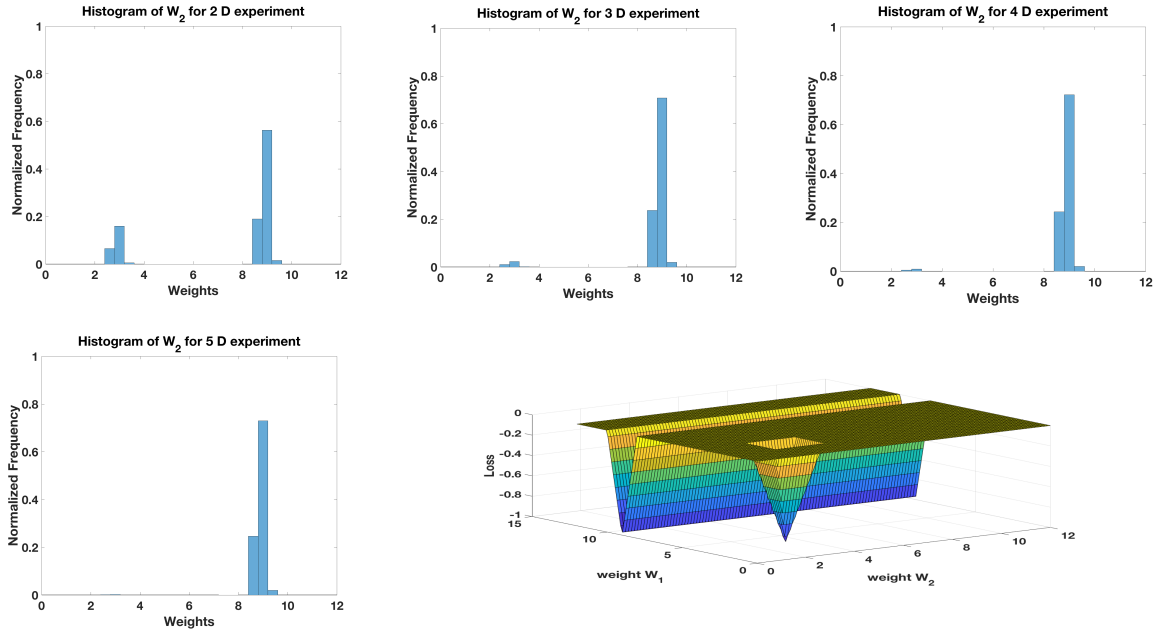 Histogram of W2 for 2 D experiment
Normalized Frequency
1
0.8
0.6
0.4
0.2
0
0 2 4 6 8 10 12
Weights
Histogram of W2 for 3 D experiment
Normalized Frequency
1
0.8
0.6
0.4
0.2
0
0 2 4 6 8 10 12
Weights
Histogram of W2 for 4 D experiment
Normalized Frequency
1
0.8
0.6
0.4
0.2
0
0 2 4 6 8 10 12
Weights
Histogram of W2 for 5 D experiment
Normalized Frequency
1
0.8
0.6
0.4
0.2
0
0 2 4 6 8 10 12
Weights
Loss
0
-0.2
-0.4
-0.6
-0.8
-1
15
10
5
0
weight W1
0 2 4 6 8 10 12
weight W2